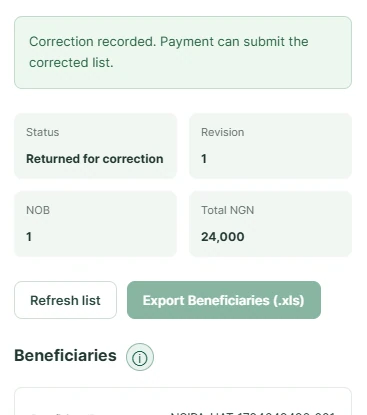 Correction recorded. Payment can submit the
corrected list.
Status
Returned for correction
Revision
1
NOB
1
Total NGN
24,000
Refresh list
Export Beneficiaries (.xls)
Beneficiaries